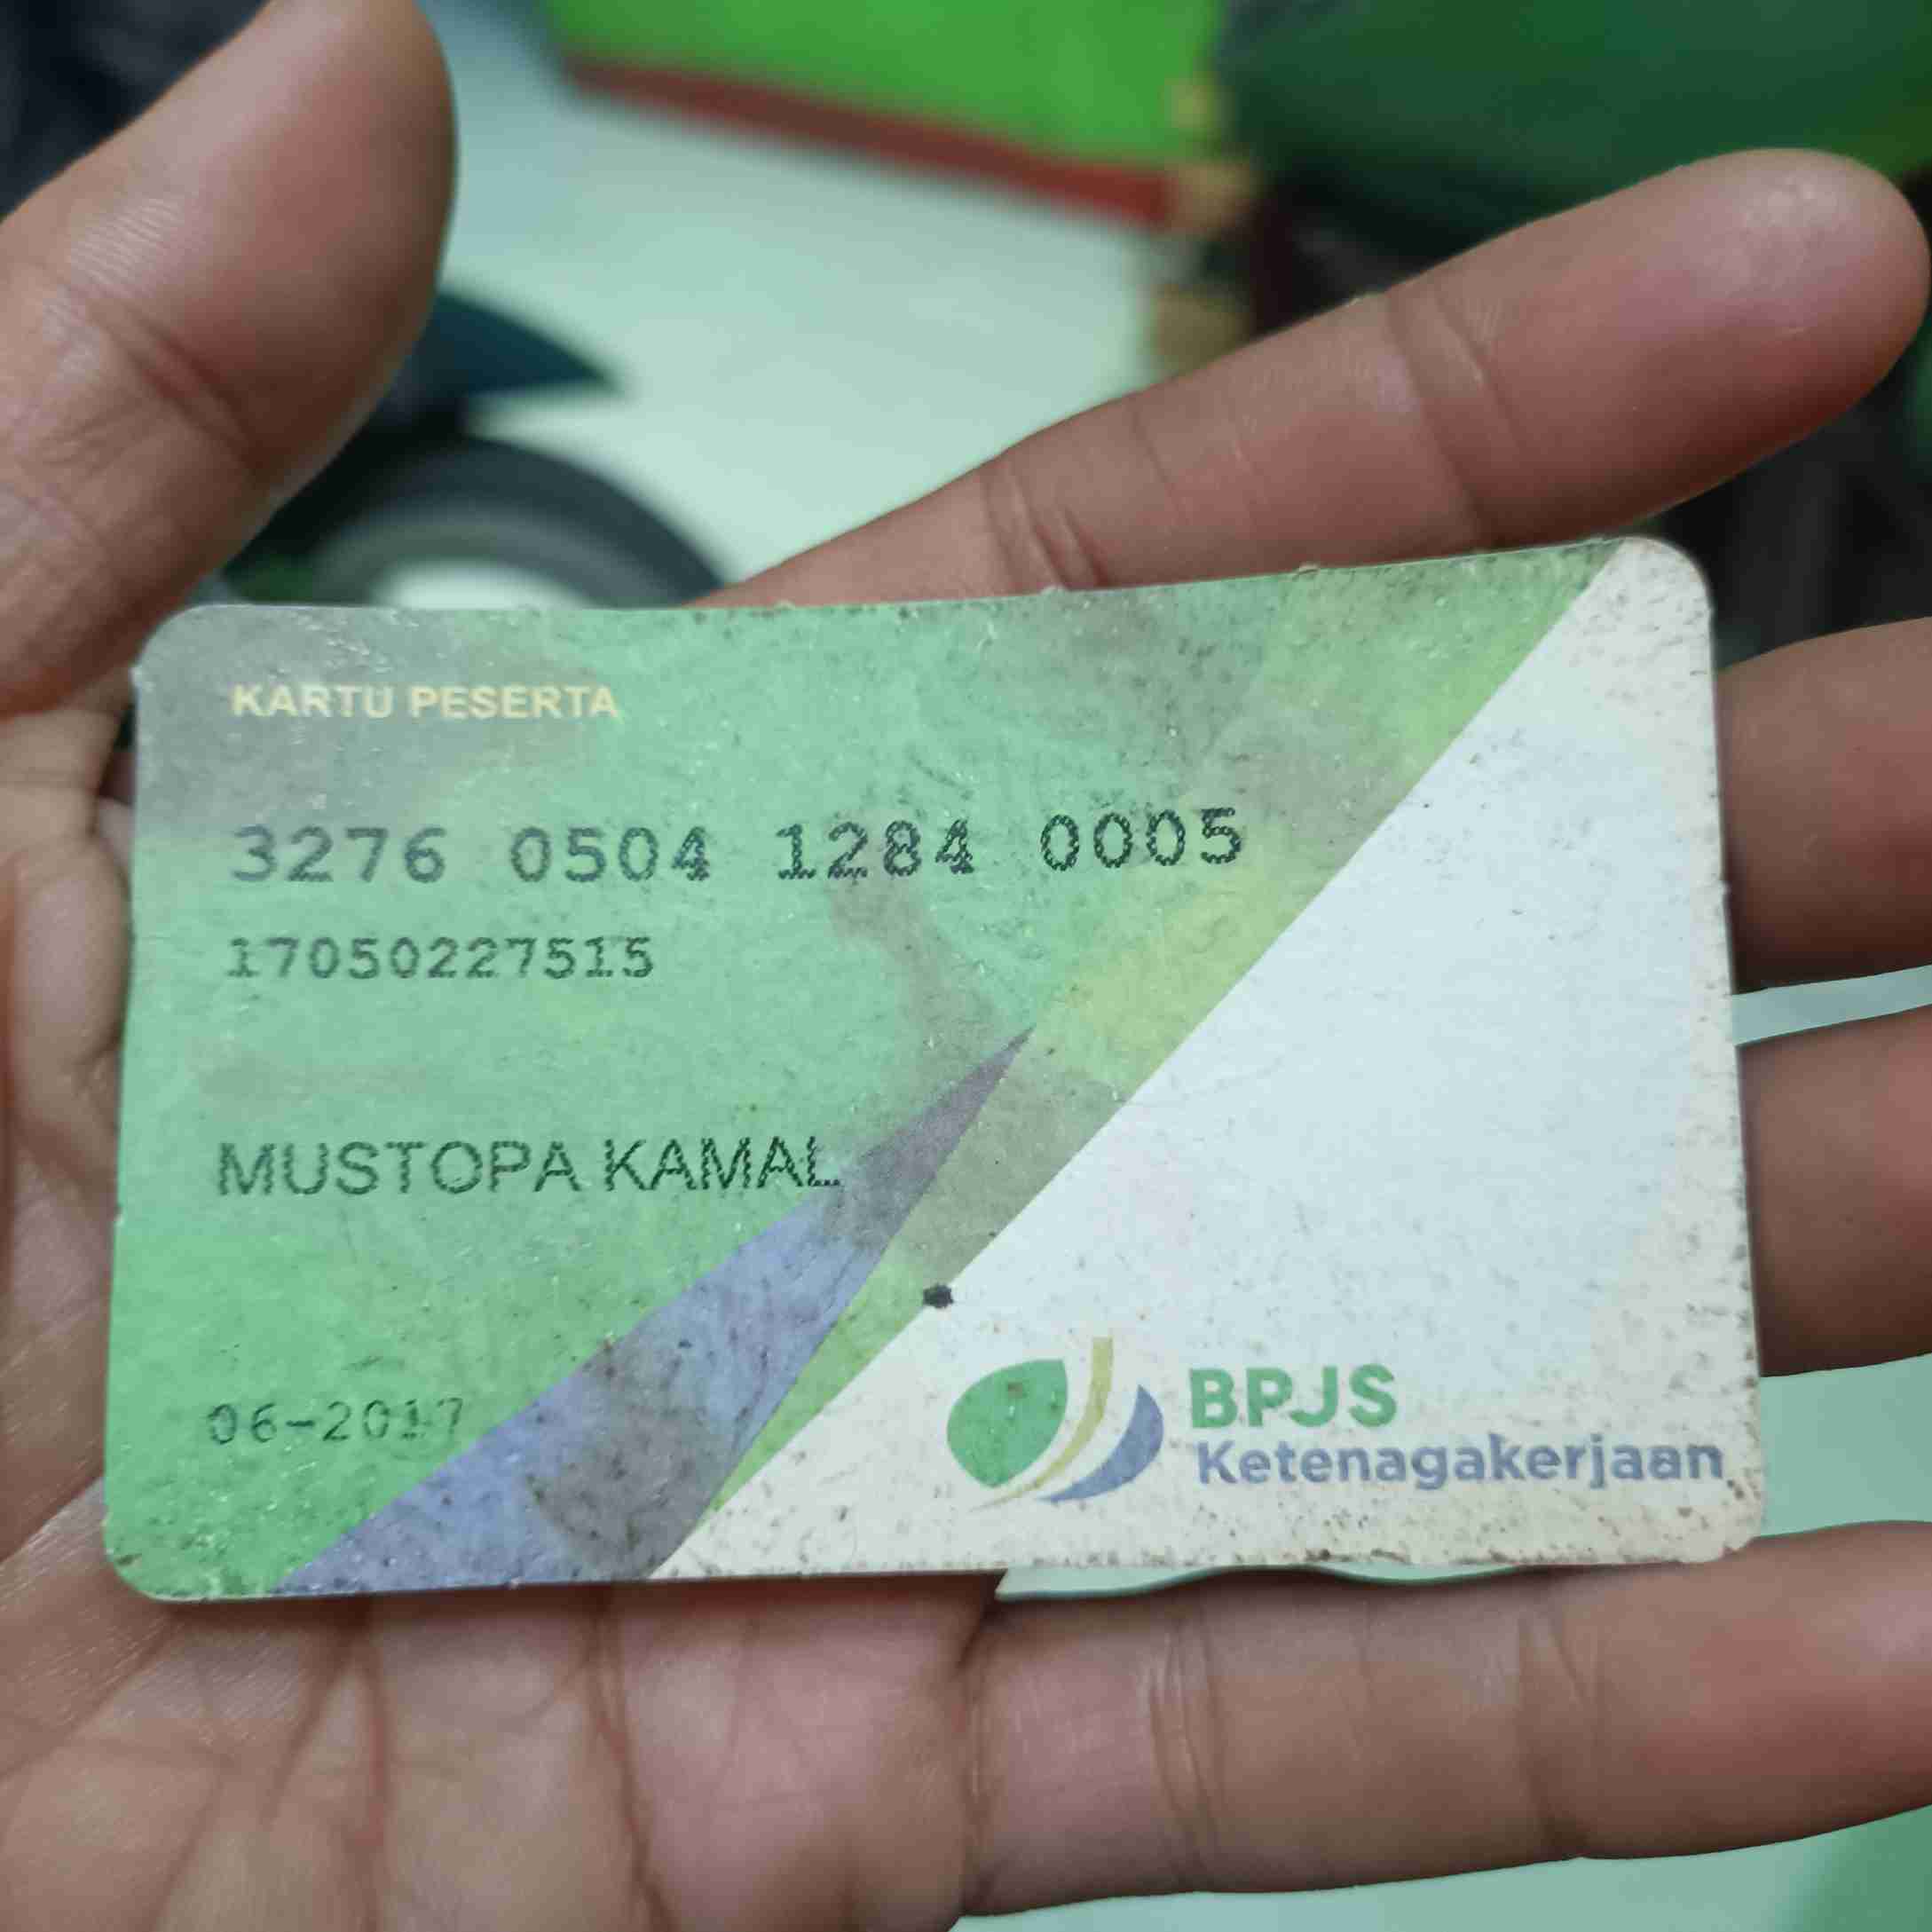 KARTU PESERTA
3276 0504 1284 0005
17050227515
MUSTOPA KAMAL
06-2017
BPJS
Ketenagakerjaan